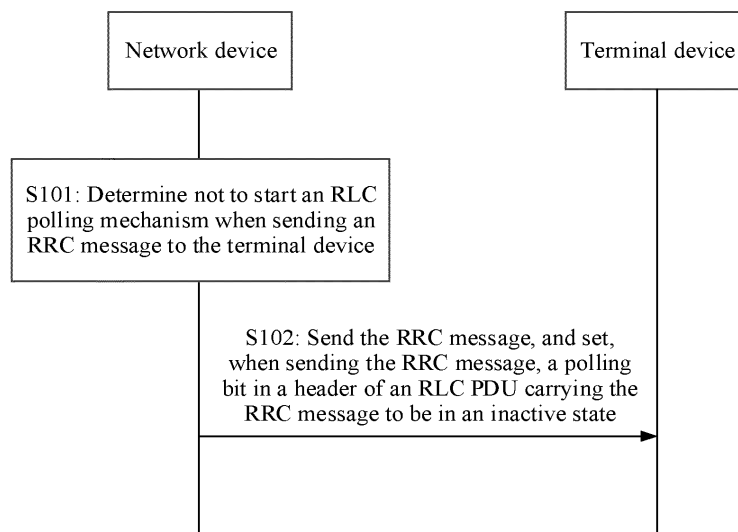 Network device
Terminal device
S101: Determine not to start an RLC
polling mechanism when sending an
RRC message to the terminal device
S102: Send the RRC message, and set,
when sending the RRC message, a polling
bit in a header of an RLC PDU carrying the
RRC message to be in an inactive state